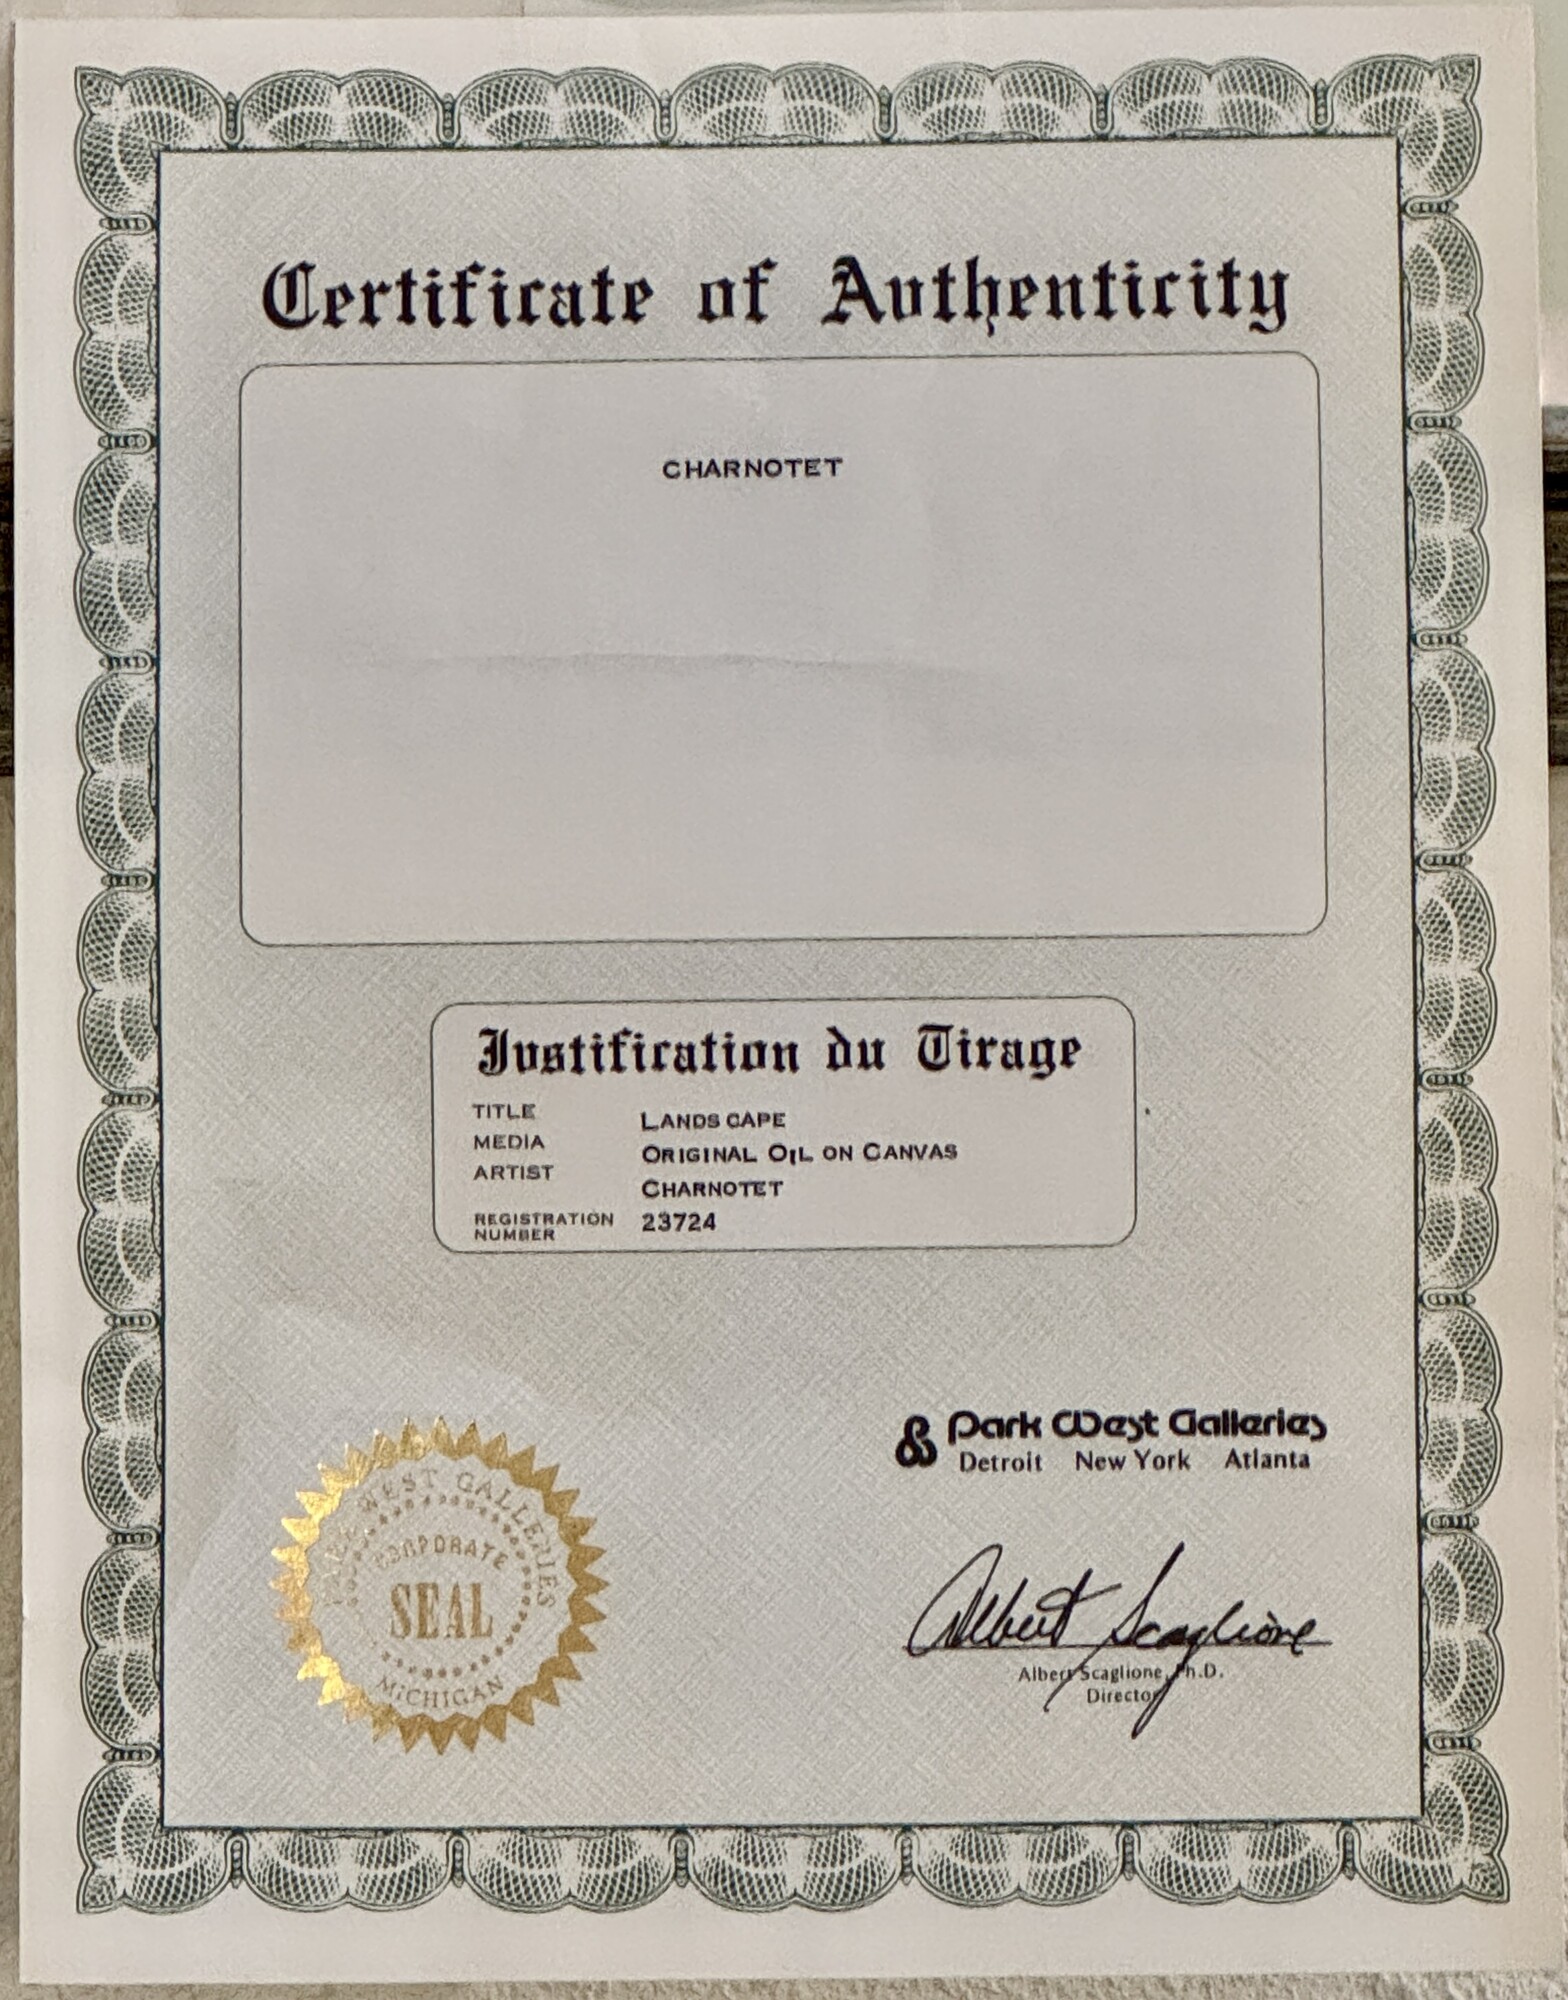 Certificate of Authenticity
CHARNOTET
Justification du Tirage
TITLE LANDSCAPE
MEDIA ORIGINAL OIL ON CANVAS
ARTIST CHARNOTET
REGISTRATION NUMBER 23724
Park West Galleries
Detroit New York Atlanta
PARK WEST GALLERIES
CORPORATE
SEAL
MICHIGAN
Albert Scaglione
Albert Scaglione, Ph.D.
Director